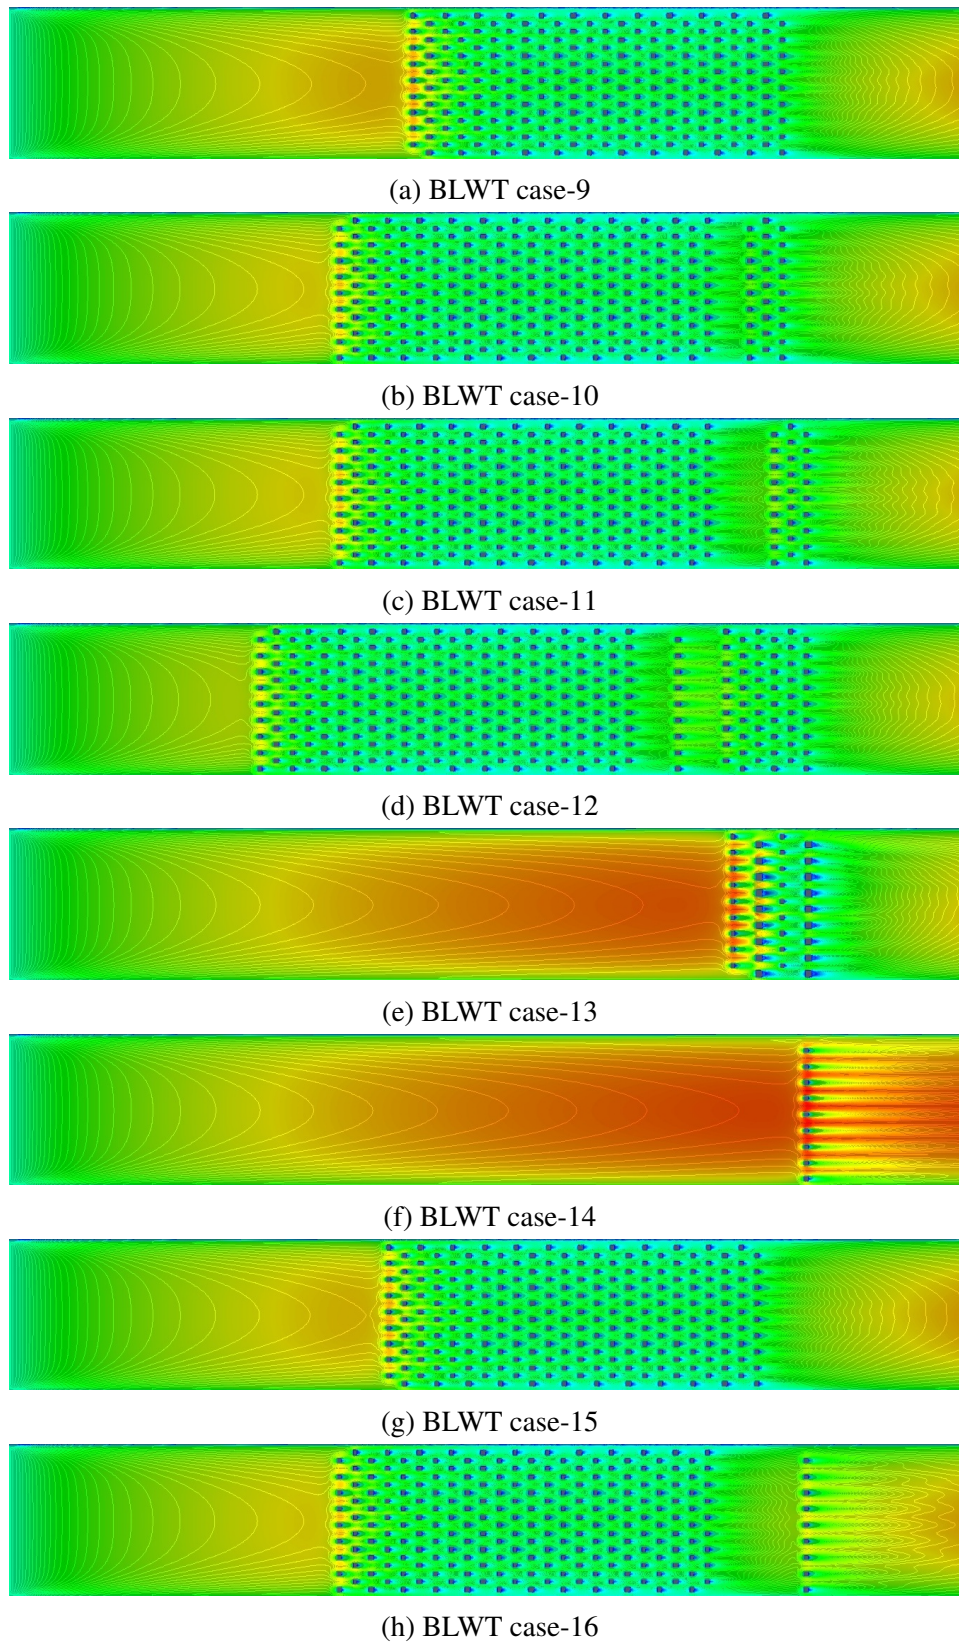 (a) BLWT case-9
(b) BLWT case-10
(c) BLWT case-11
(d) BLWT case-12
(e) BLWT case-13
(f) BLWT case-14
(g) BLWT case-15
(h) BLWT case-16